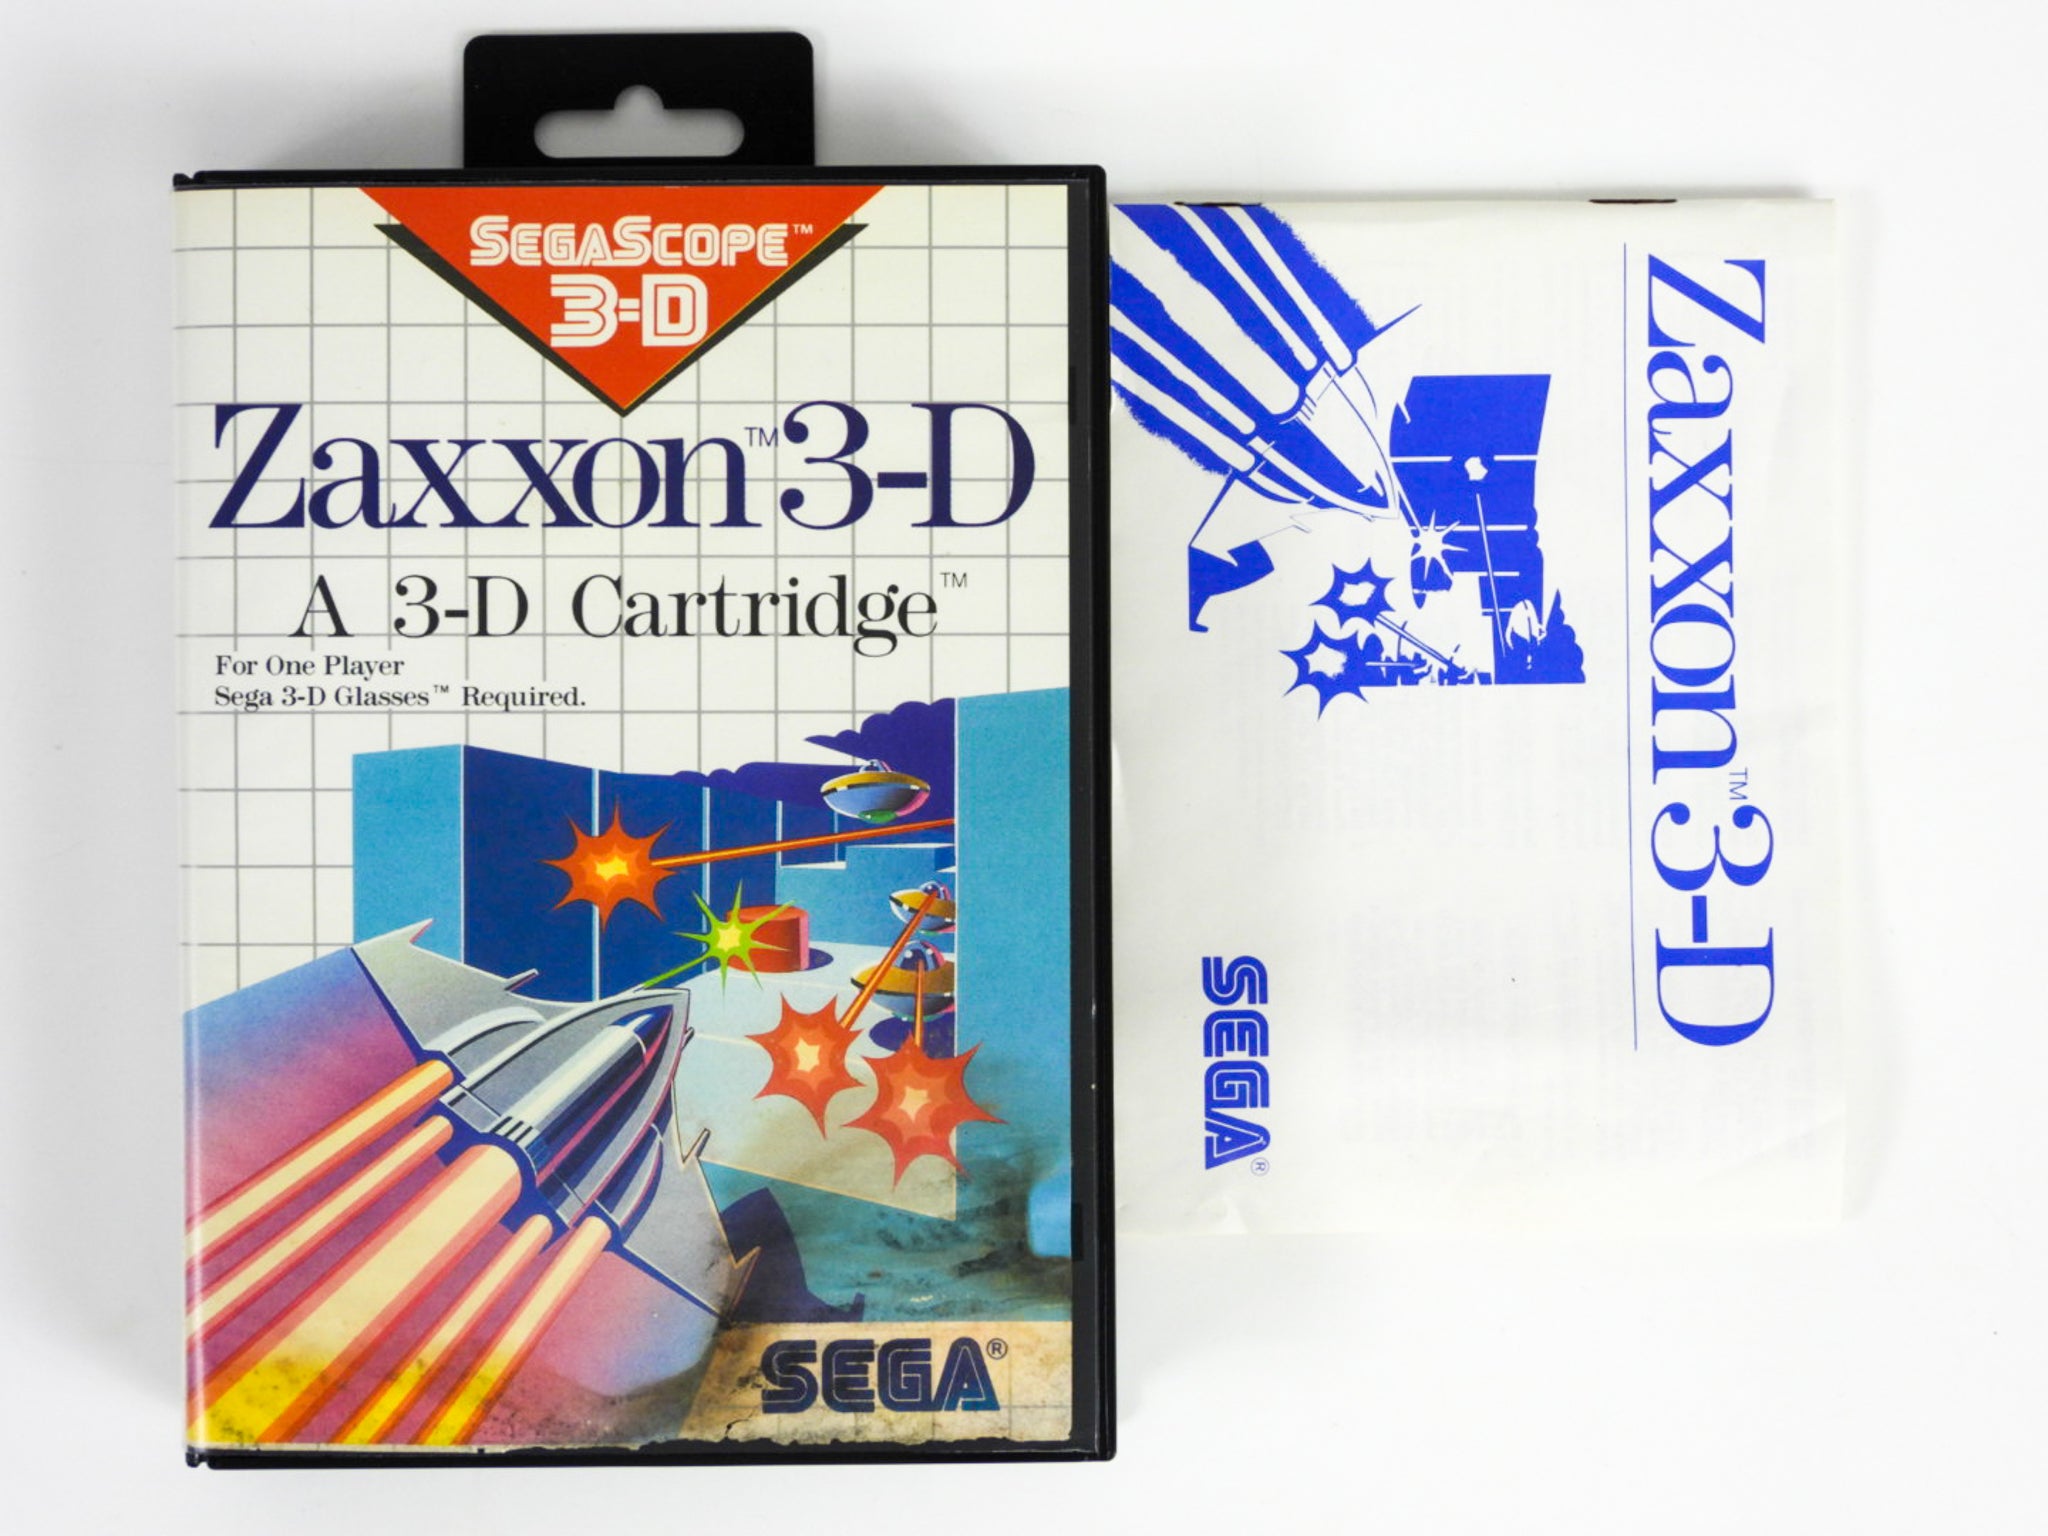 SEGASCOPE™
3-D
Zaxxon™3-D
A 3-D Cartridge™
For One Player
Sega 3-D Glasses™ Required.
SEGA®
Zaxxon™3-D
SEGA®